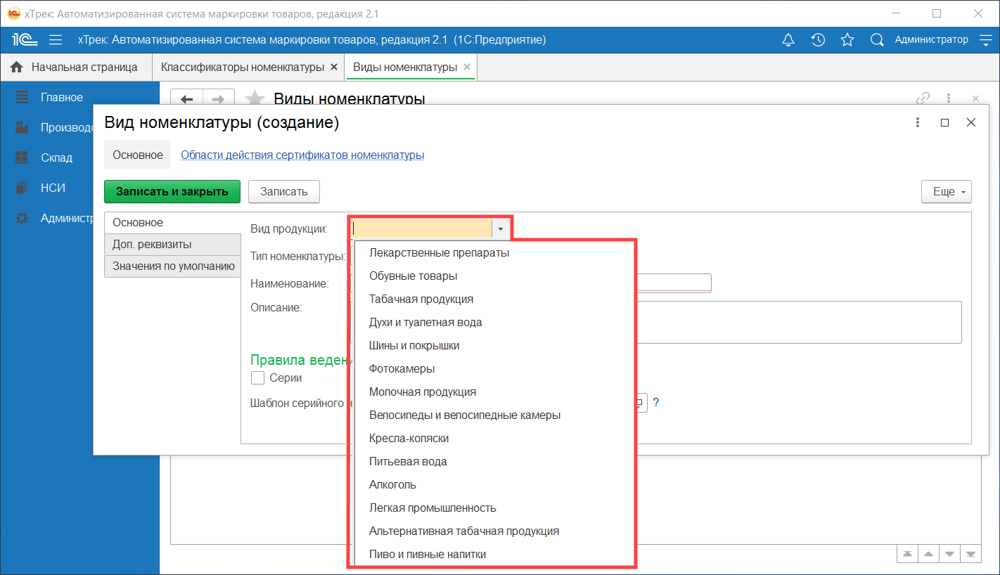 хТрек: Автоматизированная система маркировки товаров, редакция 2.1
1С хТрек: Автоматизированная система маркировки товаров, редакция 2.1 (1С:Предприятие) Администратор
Начальная страница Классификаторы номенклатуры Виды номенклатуры
Главное
Производс
Склад
НСИ
Администр
Виды номенклатуры
Вид номенклатуры (создание)
Основное Области действия сертификатов номенклатуры
Записать и закрыть Записать Еще
Основное
Доп. реквизиты
Значения по умолчанию
Вид продукции:
Тип номенклатуры:
Наименование:
Описание:
Правила веден
Серии
Шаблон серийного н ?
Лекарственные препараты
Обувные товары
Табачная продукция
Духи и туалетная вода
Шины и покрышки
Фотокамеры
Молочная продукция
Велосипеды и велосипедные камеры
Кресла-коляски
Питьевая вода
Алкоголь
Легкая промышленность
Альтернативная табачная продукция
Пиво и пивные напитки